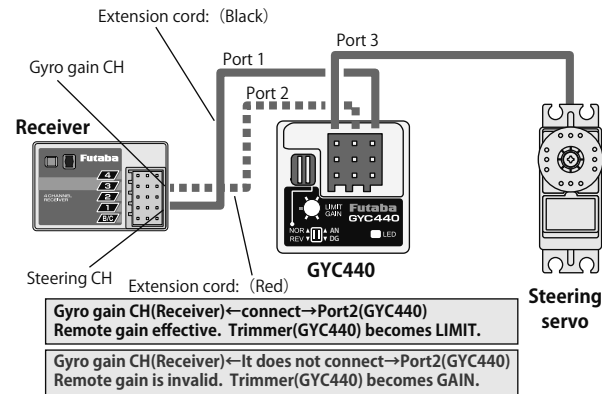 Extension cord:（Black）
Port 1
Port 3
Gyro gain CH
Port 2
Receiver
Futaba
4
3
2
1
B/C
4CHANNEL
RECEIVER
LIMIT
GAIN
Futaba
GYC440
NOR
REV
AN
DG
LED
Steering CH
Extension cord:（Red）
GYC440
Steering
servo
Gyro gain CH(Receiver)←connect→Port2(GYC440)
Remote gain effective. Trimmer(GYC440) becomes LIMIT.
Gyro gain CH(Receiver)←It does not connect→Port2(GYC440)
Remote gain is invalid. Trimmer(GYC440) becomes GAIN.